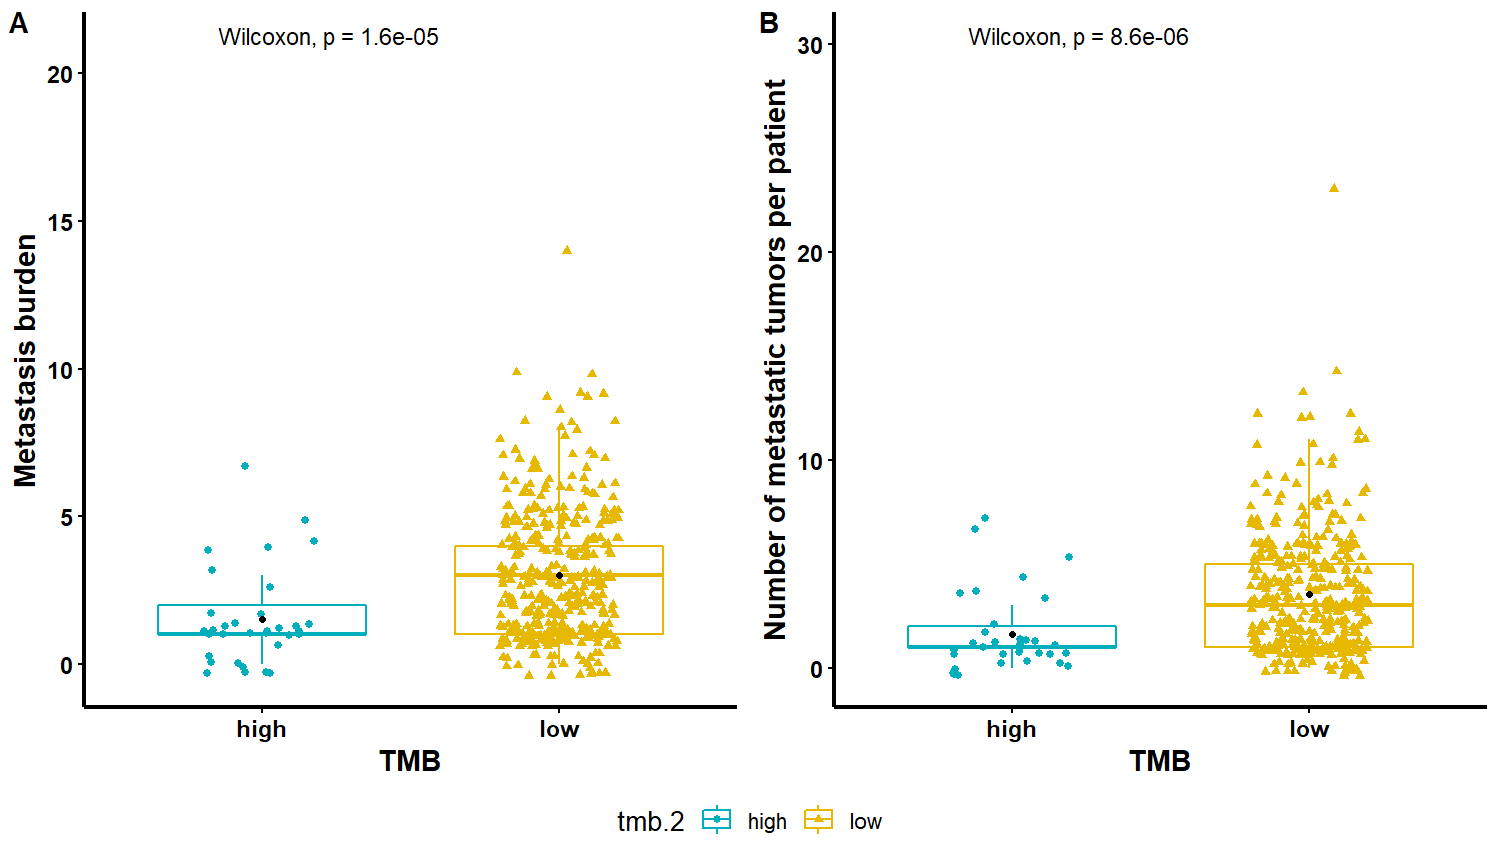 A
Wilcoxon, p = 1.6e-05
Metastasis burden
20
15
10
5
0
high
low
TMB
B
Wilcoxon, p = 8.6e-06
Number of metastatic tumors per patient
30
20
10
0
high
low
TMB
tmb.2 high low